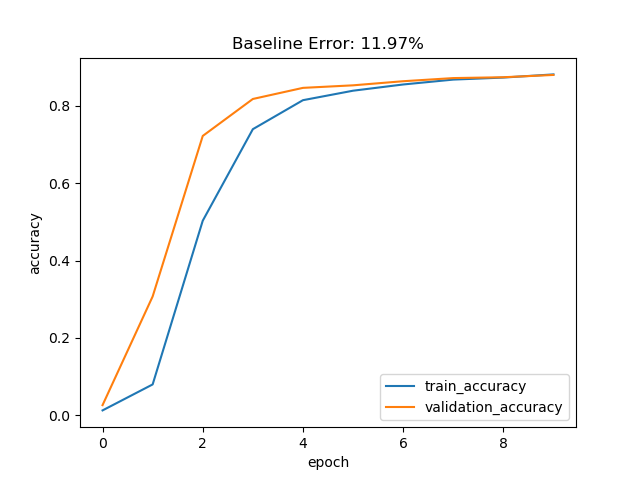 Baseline Error: 11.97%
accuracy
0.8
0.6
0.4
0.2
0.0
train_accuracy
validation_accuracy
0 2 4 6 8
epoch